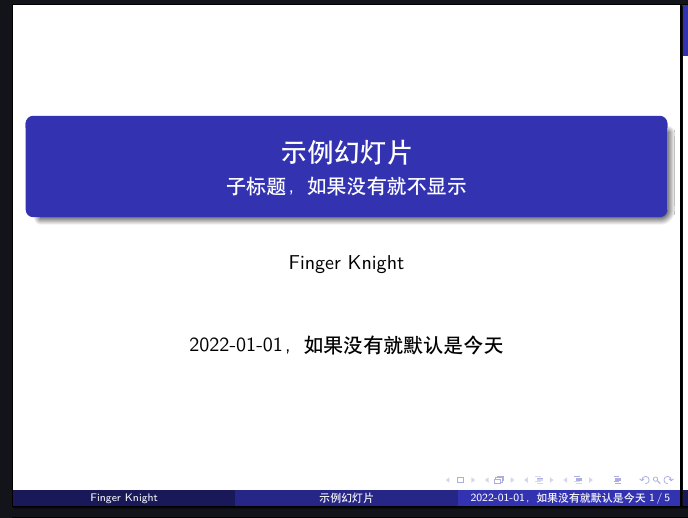 示例幻灯片
子标题，如果没有就不显示
Finger Knight
2022-01-01，如果没有就默认是今天
Finger Knight
示例幻灯片
2022-01-01，如果没有就默认是今天 1 / 5